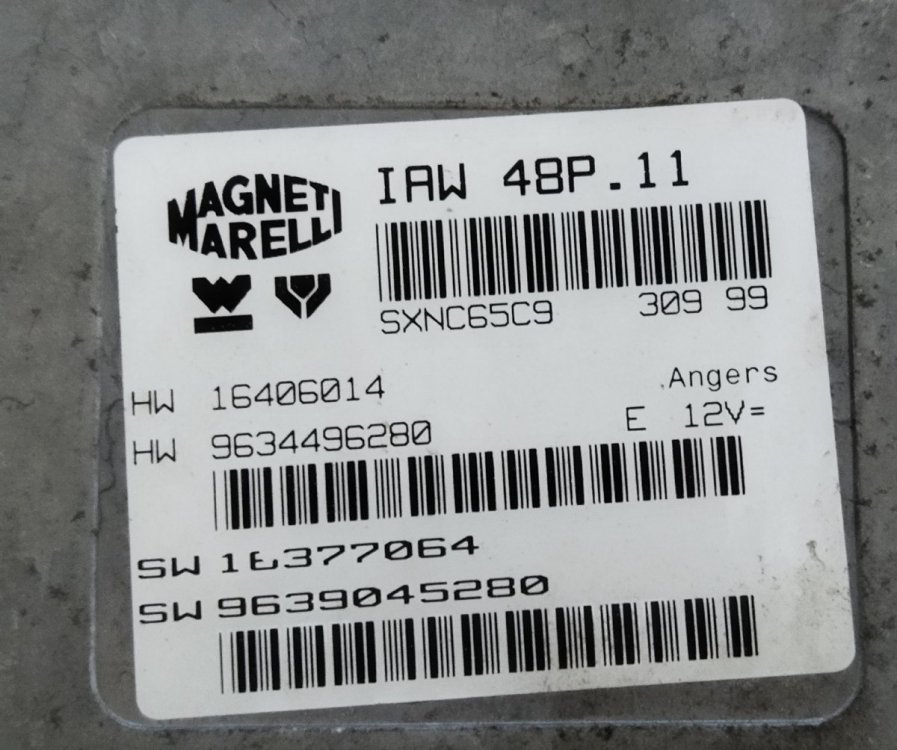 MAGNETI
MARELLI
IAW 48P.11
SXNC65C9 309 99
HW 16406014
Angers
HW 9634496280
E 12V=
SW 16377064
SW 9639045280